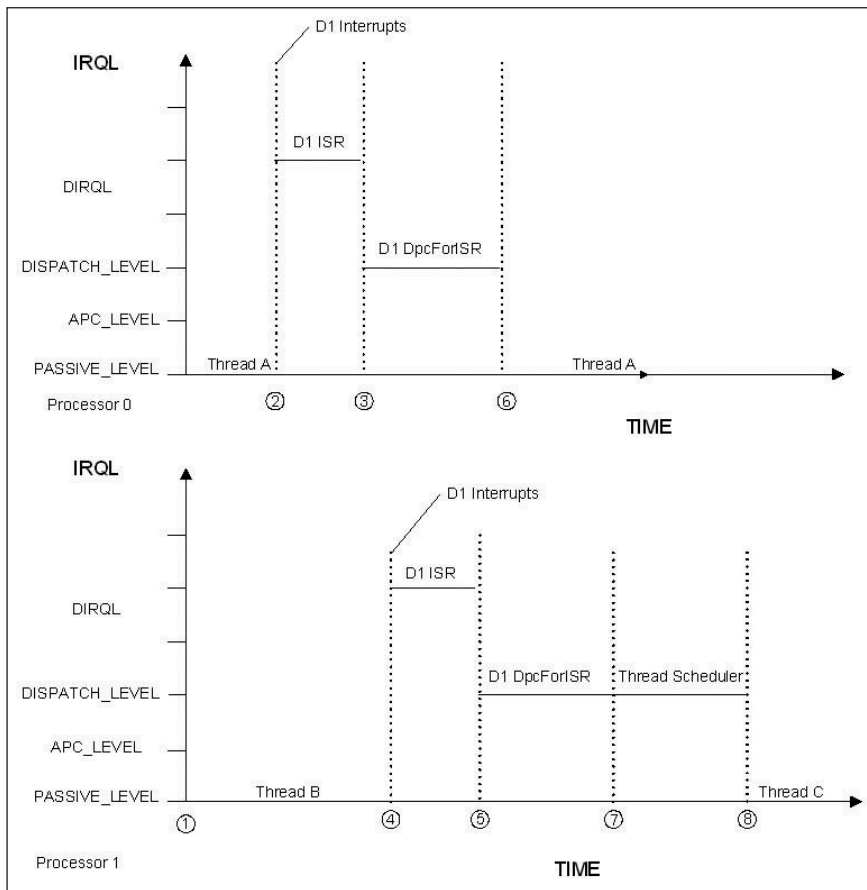 D1 Interrupts
IRQL
D1 ISR
DIRQL
D1 DpcForISR
DISPATCH_LEVEL
APC_LEVEL
Thread A
Thread A
PASSIVE_LEVEL
Processor 0
② ③ ⑥
TIME
IRQL
D1 Interrupts
D1 ISR
DIRQL
D1 DpcForISR Thread Scheduler
DISPATCH_LEVEL
APC_LEVEL
PASSIVE_LEVEL Thread B Thread C
① ④ ⑤ ⑦ ⑧
Processor 1
TIME